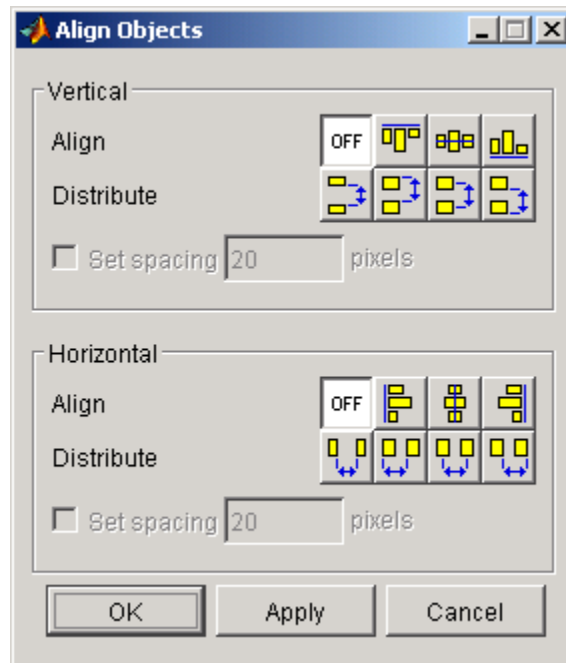 Align Objects
Vertical
Align OFF
Distribute
Set spacing 20 pixels
Horizontal
Align OFF
Distribute
Set spacing 20 pixels
OK Apply Cancel